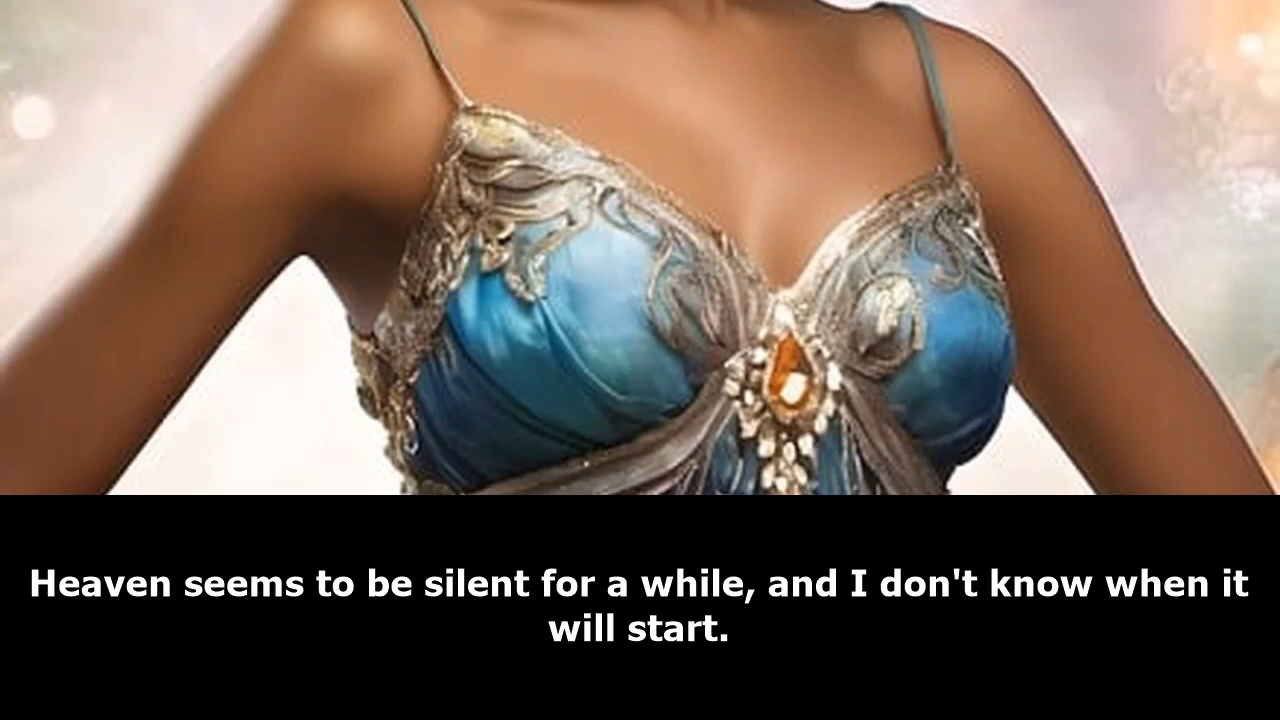 Heaven seems to be silent for a while, and I don't know when it
will start.